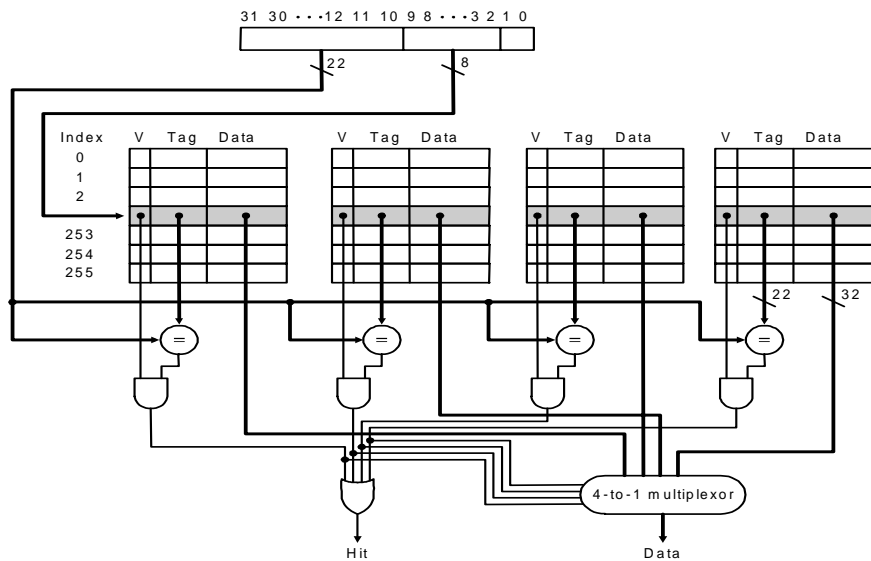 31 30 ···12 11 10 9 8 ···3 2 1 0
22 8
Index V Tag Data V Tag Data V Tag Data V Tag Data
0
1
2
253
254
255
22 32
= = = =
4-to-1 multiplexor
Hit Data